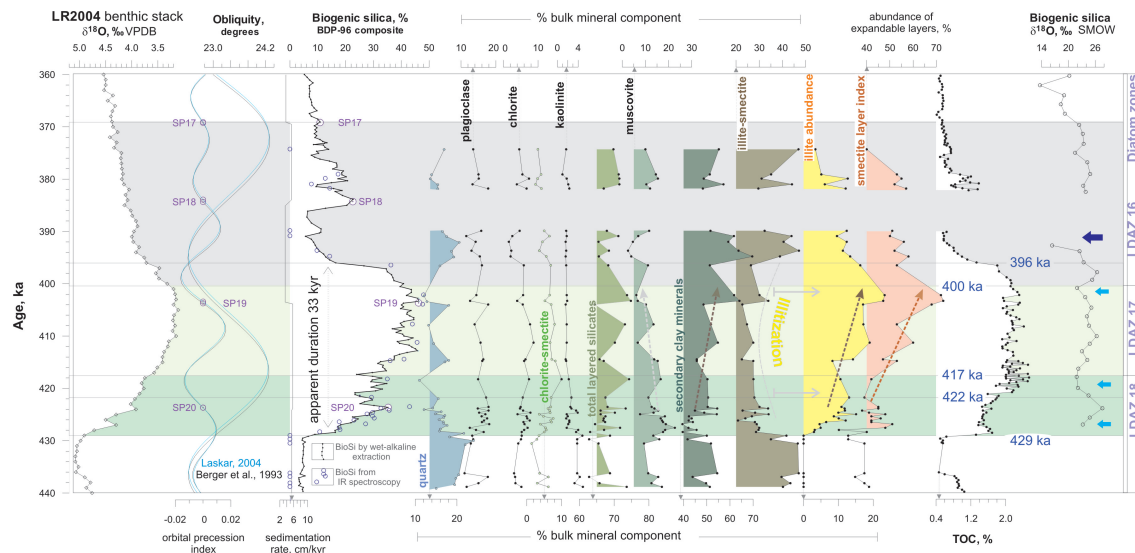 LR2004 benthic stack
δ18O, ‰ VPDB
5.0 4.5 4.0 3.5
Obliquity,
degrees
23.0 24.2
Biogenic silica, %
BDP-96 composite
0 10 20 30 40 50
% bulk mineral component
10 20 0 6 0 4 0 5 10 40 50 60 20 30 40 50
abundance of
expandable layers, %
40 50 60 70
Biogenic silica
δ18O, ‰ SMOW
14 20 26
Age, ka
360
370
380
390
400
410
420
430
440
SP17
SP18
SP19
SP20
SP17
SP18
SP19
SP20
apparent duration 33 kyr
Laskar, 2004
Berger et al., 1993
BioSi by wet-alkaline
extraction
BioSi from
IR spectroscopy
quartz
plagioclase
chlorite
chlorite-smectite
kaolinite
total layered silicates
muscovite
secondary clay minerals
illite-smectite
illite abundance
smectite layer index
Illitization
396 ka
400 ka
417 ka
422 ka
429 ka
Diatom zones
LDAZ 16
LDAZ 17
LDAZ 18
-0.02 0 0.02
orbital precession
index
2 6
sedimentation
rate, cm/kyr
10 20 0 10 60 70 80 40 50 60 70 0 10 20
% bulk mineral component
0.4 1.2 2.0
TOC, %